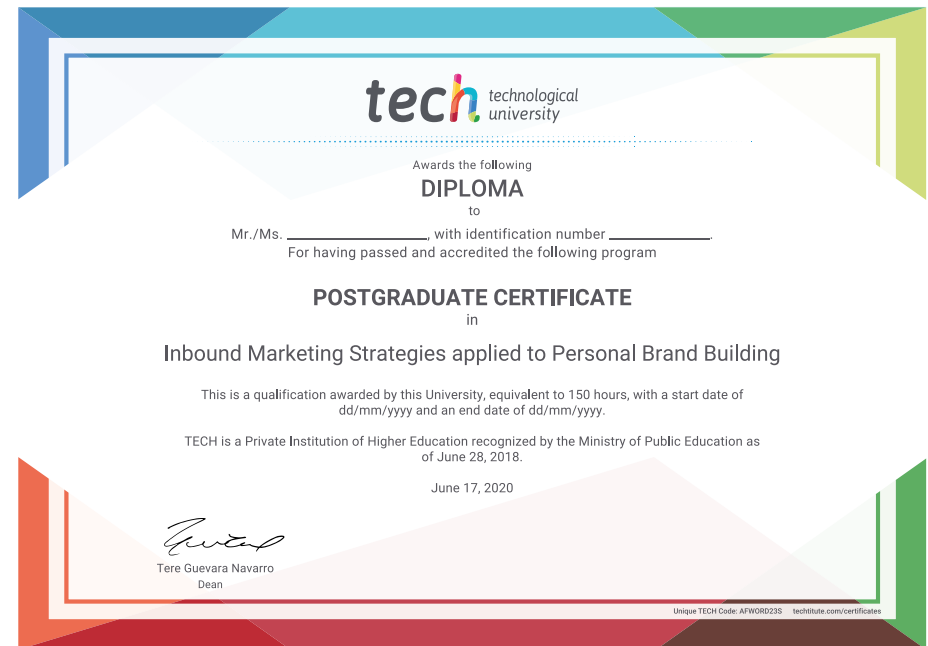 tech technological
university
Awards the following
DIPLOMA
to
Mr./Ms. ____________________, with identification number ______________.
For having passed and accredited the following program
POSTGRADUATE CERTIFICATE
in
Inbound Marketing Strategies applied to Personal Brand Building
This is a qualification awarded by this University, equivalent to 150 hours, with a start date of
dd/mm/yyyy and an end date of dd/mm/yyyy.
TECH is a Private Institution of Higher Education recognized by the Ministry of Public Education as
of June 28, 2018.
June 17, 2020
Tere Guevara Navarro
Dean
Unique TECH Code: AFWORD23S techtitute.com/certificates